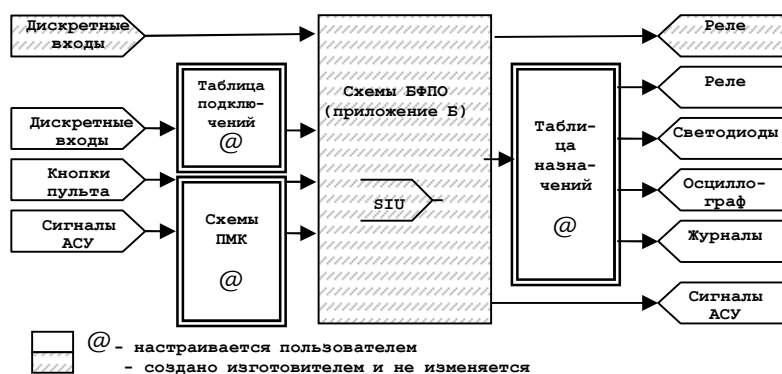 Дискретные
входы
Дискретные
входы
Кнопки
пульта
Сигналы
АСУ
Таблица
подклю-
чений
@
Схемы
ПМК
@
Схемы БФПО
(приложение Б)
SIU
Табли-
ца
назна-
чений
@
Реле
Реле
Светодиоды
Осцилло-
граф
Журналы
Сигналы
АСУ
@ - настраивается пользователем
- создано изготовителем и не изменяется